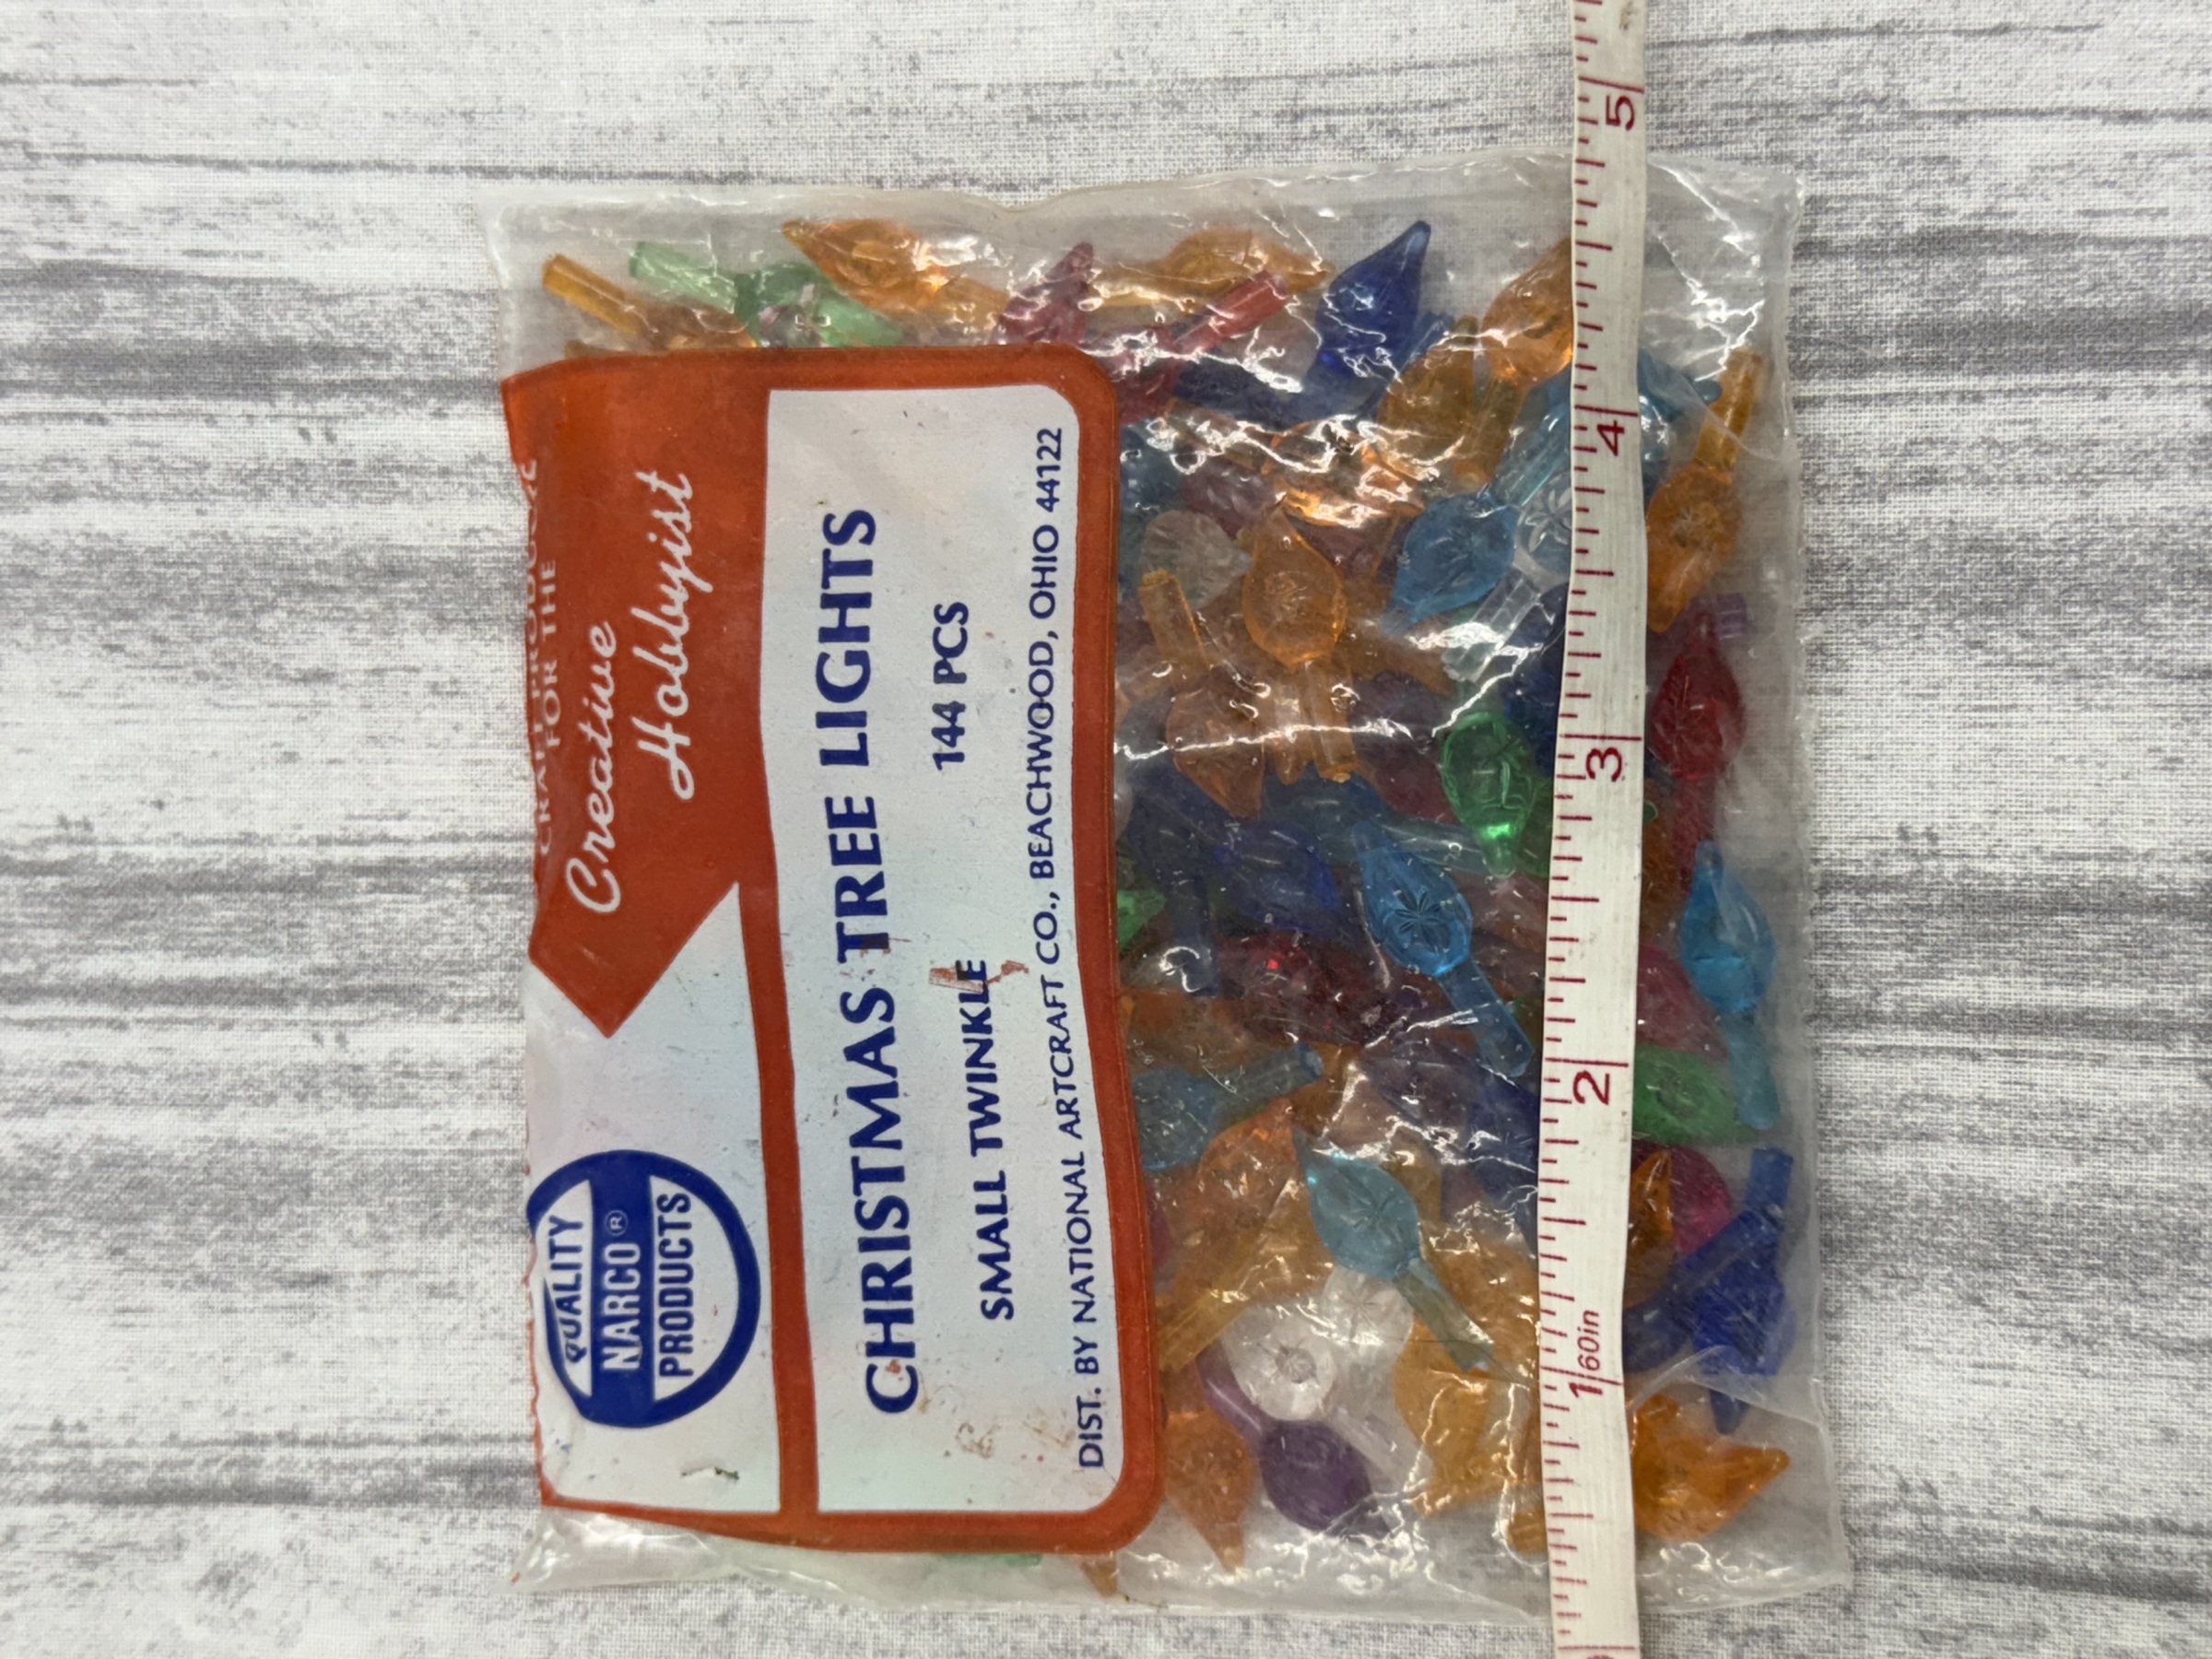 CRAFT PRODUCTS
FOR THE
Creative
Hobbyist
QUALITY
NARCO®
PRODUCTS
CHRISTMAS TREE LIGHTS
SMALL TWINKLE 144 PCS
DIST. BY NATIONAL ARTCRAFT CO., BEACHWOOD, OHIO 44122
5
4
3
2
1 60in